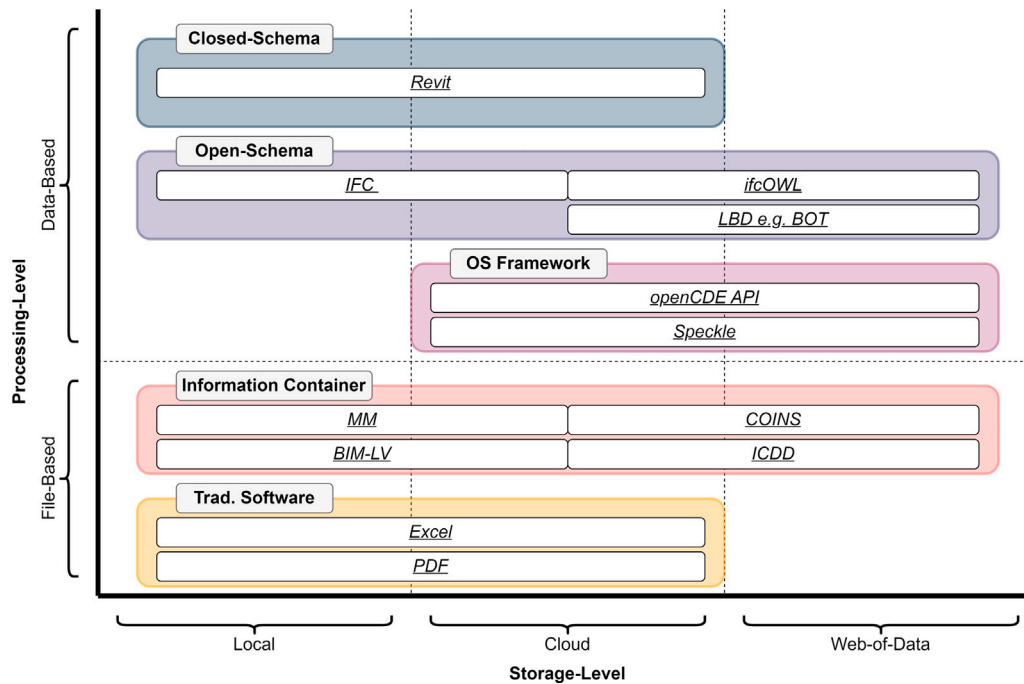 Closed-Schema
Revit
Open-Schema
IFC
ifcOWL
LBD e.g. BOT
OS Framework
openCDE API
Speckle
Information Container
MM
COINS
BIM-LV
ICDD
Trad. Software
Excel
PDF
Processing-Level
Data-Based
File-Based
Local
Cloud
Web-of-Data
Storage-Level